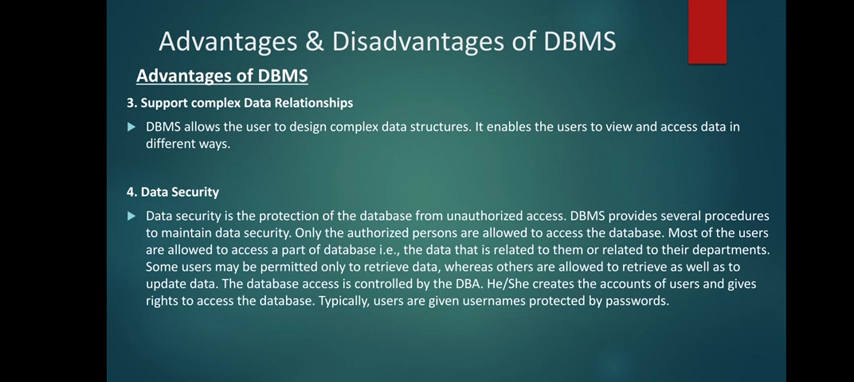 Advantages & Disadvantages of DBMS
Advantages of DBMS
3. Support complex Data Relationships
DBMS allows the user to design complex data structures. It enables the users to view and access data in
different ways.
4. Data Security
Data security is the protection of the database from unauthorized access. DBMS provides several procedures
to maintain data security. Only the authorized persons are allowed to access the database. Most of the users
are allowed to access a part of database i.e., the data that is related to them or related to their departments.
Some users may be permitted only to retrieve data, whereas others are allowed to retrieve as well as to
update data. The database access is controlled by the DBA. He/She creates the accounts of users and gives
rights to access the database. Typically, users are given usernames protected by passwords.